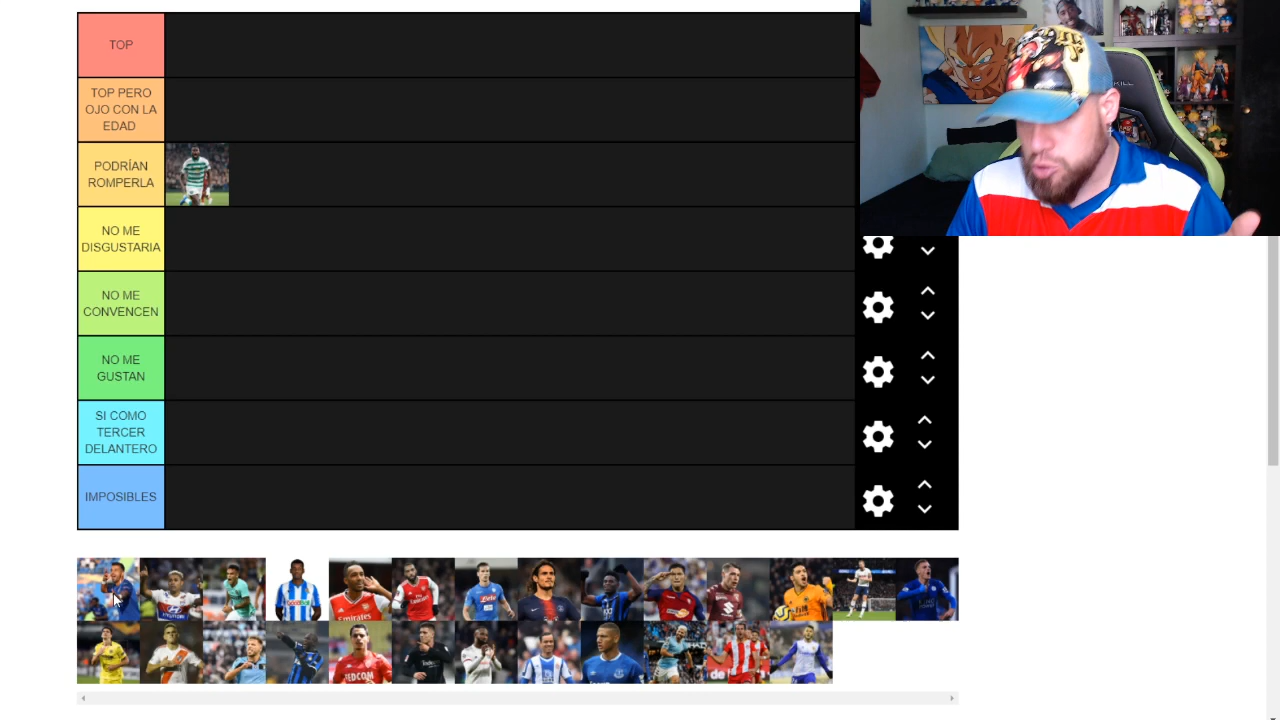 TOP
TOP PERO
OJO CON LA
EDAD
PODRÍAN
ROMPERLA
NO ME
DISGUSTARIA
NO ME
CONVENCEN
NO ME
GUSTAN
SI COMO
TERCER
DELANTERO
IMPOSIBLES